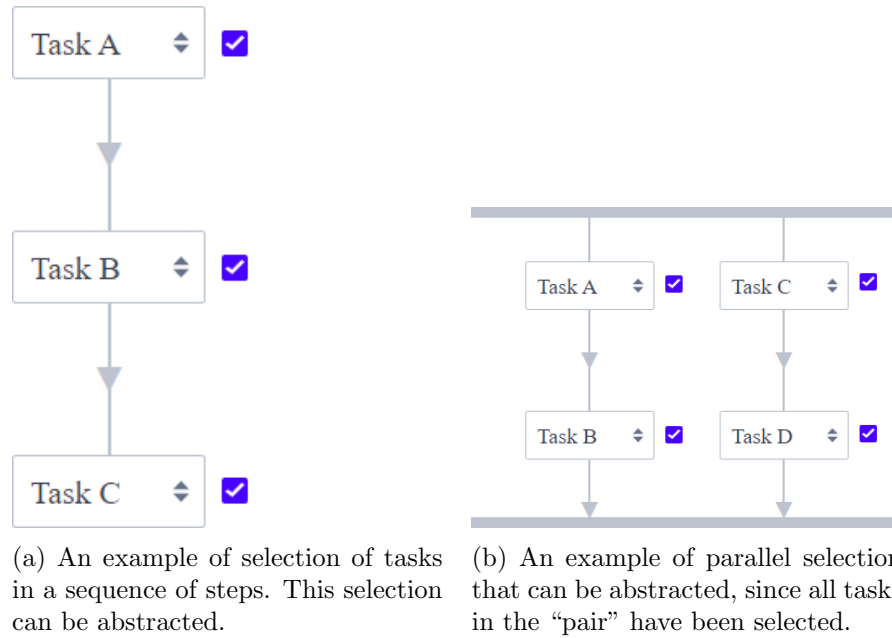 Task A
Task B
Task C
Task A
Task C
Task B
Task D
(a) An example of selection of tasks
in a sequence of steps. This selection
can be abstracted.
(b) An example of parallel selection
that can be abstracted, since all task
in the “pair” have been selected.